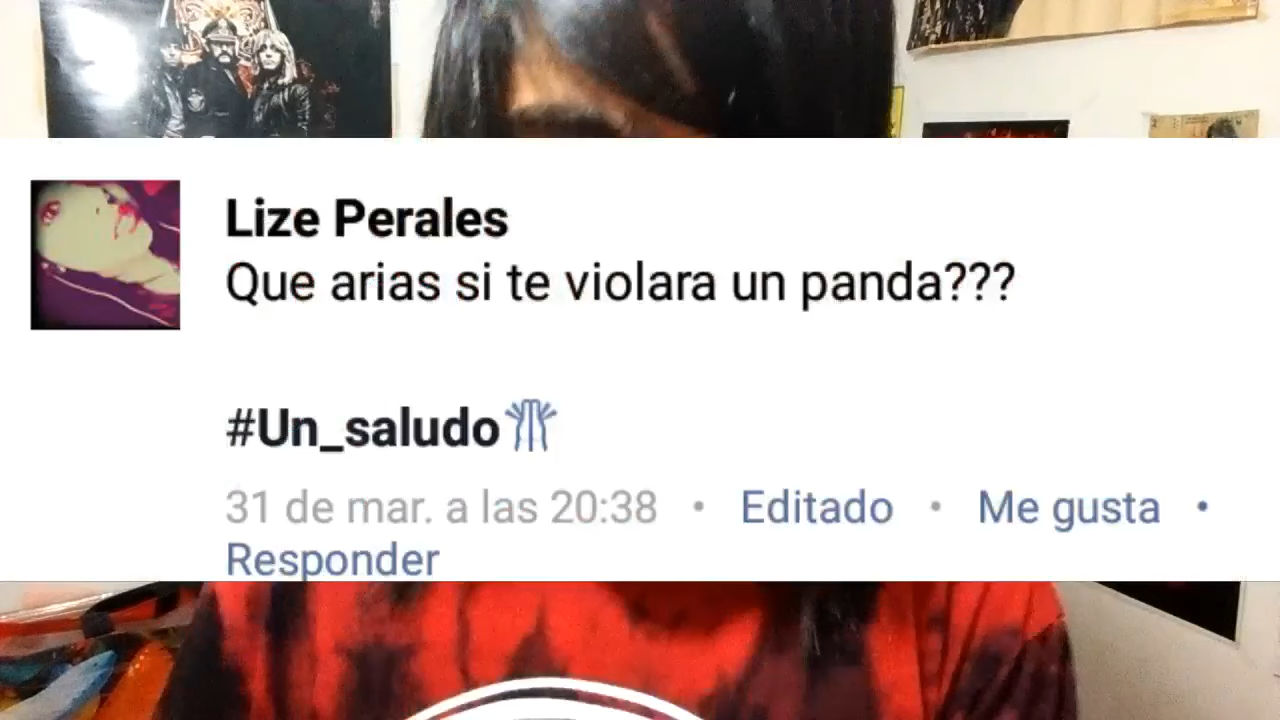 Lize Perales
Que arias si te violara un panda???
#Un_saludo
31 de mar. a las 20:38 • Editado • Me gusta •
Responder